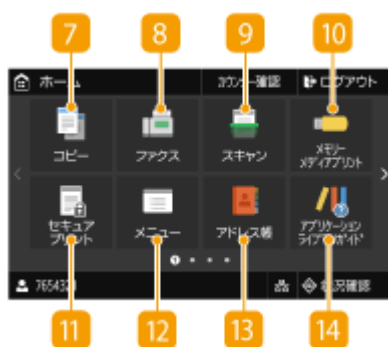 7 8 9 10
ホーム カウンター確認 ログアウト
コピー ファクス スキャン メモリー
メディアプリント
セキュア
プリント メニュー アドレス帳 アプリケーション
ライブラリガイド
7654321 状況確認
11 12 13 14